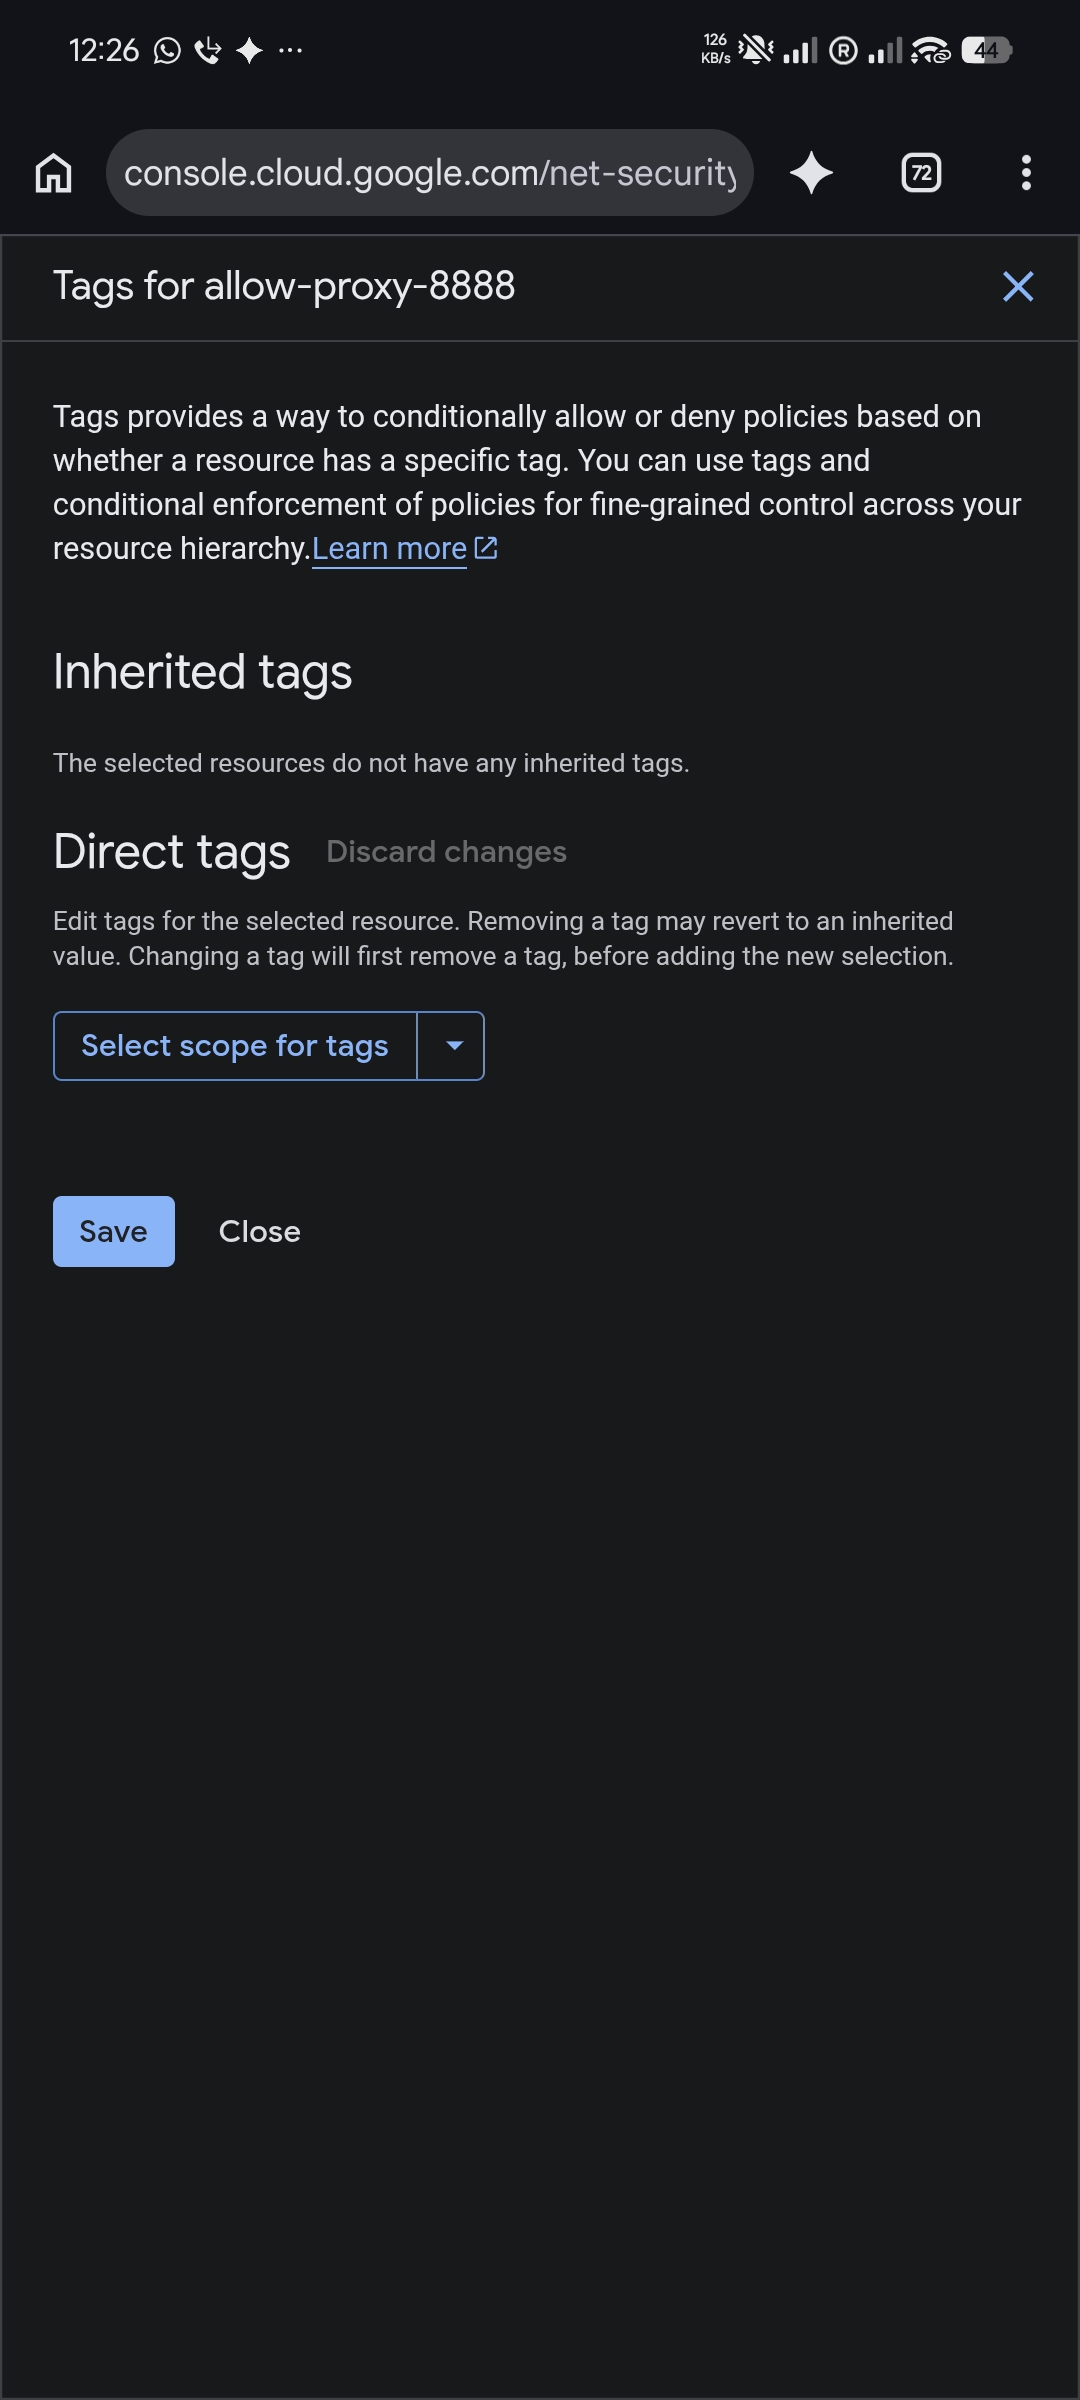 12:26
126
KB/s
R
44
console.cloud.google.com/net-security
72
Tags for allow-proxy-8888
Tags provides a way to conditionally allow or deny policies based on
whether a resource has a specific tag. You can use tags and
conditional enforcement of policies for fine-grained control across your
resource hierarchy.Learn more
Inherited tags
The selected resources do not have any inherited tags.
Direct tags
Discard changes
Edit tags for the selected resource. Removing a tag may revert to an inherited
value. Changing a tag will first remove a tag, before adding the new selection.
Select scope for tags
Save
Close